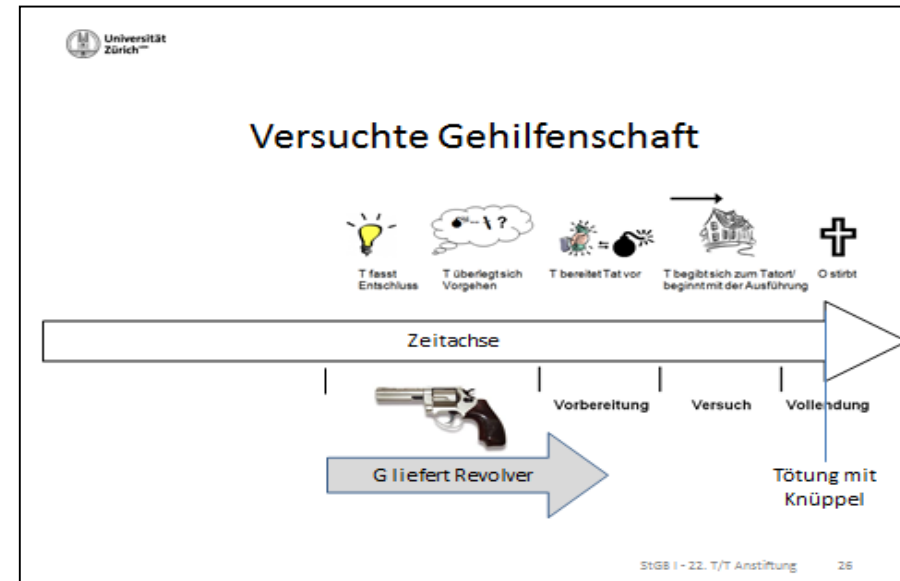 Universität
Zürich
Versuchte Gehilfenschaft
?
T fasst
Entschluss
T überlegt sich
Vorgehen
T bereitet Tat vor
T begibt sich zum Tatort/
beginnt mit der Ausführung
O stirbt
Zeitachse
Vorbereitung
Versuch
Vollendung
G liefert Revolver
Tötung mit
Knüppel
StGB I - 22. T/T Anstiftung 26